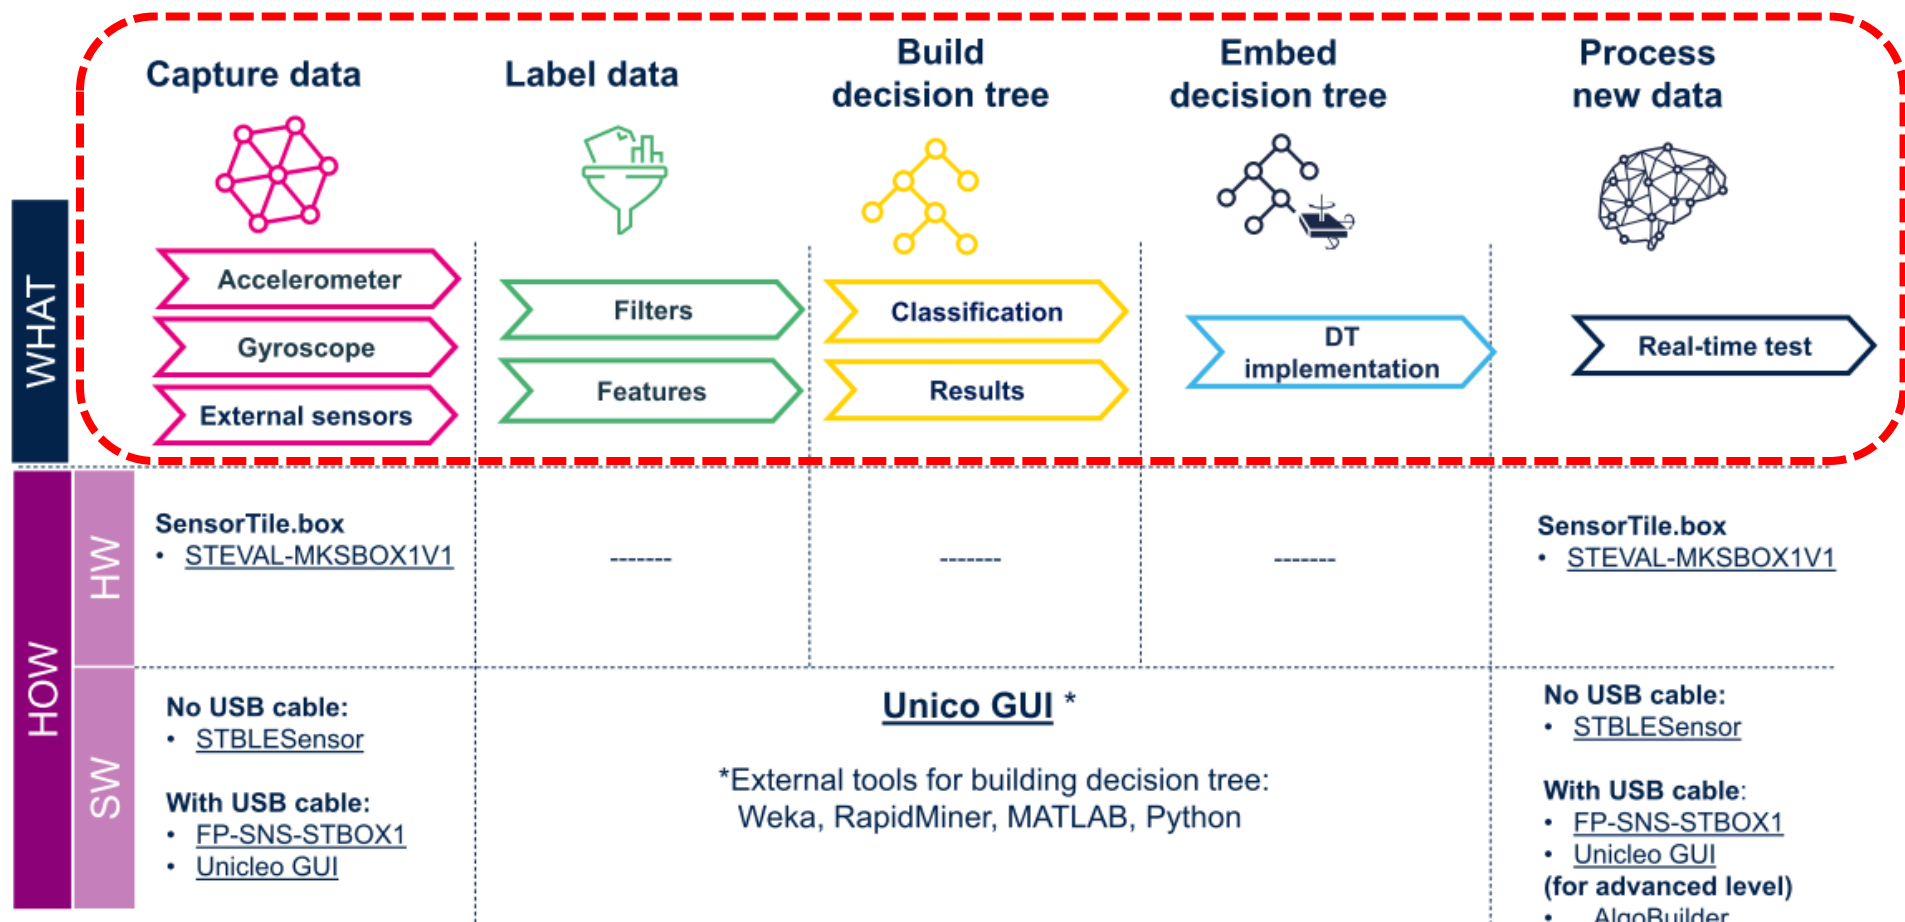 Capture data
Label data
Build
decision tree
Embed
decision tree
Process
new data
WHAT
Accelerometer
Gyroscope
External sensors
Filters
Features
Classification
Results
DT
implementation
Real-time test
HOW
HW
SensorTile.box
• STEVAL-MKSBOX1V1
-------
-------
-------
SensorTile.box
• STEVAL-MKSBOX1V1
SW
No USB cable:
• STBLESensor
With USB cable:
• FP-SNS-STBOX1
• Unicleo GUI
Unico GUI *
*External tools for building decision tree:
Weka, RapidMiner, MATLAB, Python
No USB cable:
• STBLESensor
With USB cable:
• FP-SNS-STBOX1
• Unicleo GUI
(for advanced level)
• AlgoBuilder